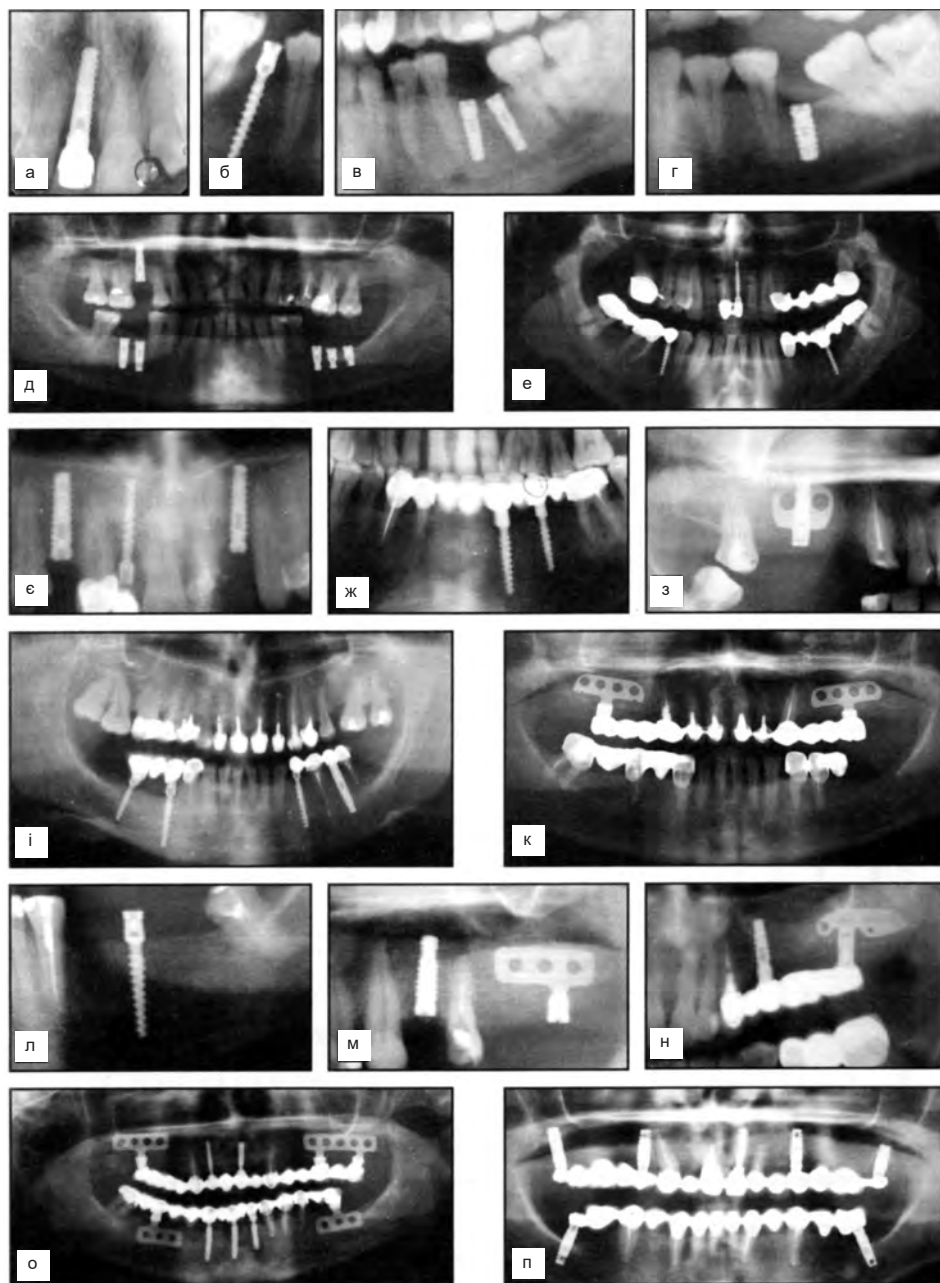 а
б
в
г
д
е
є
ж
з
і
к
л
м
н
о
п